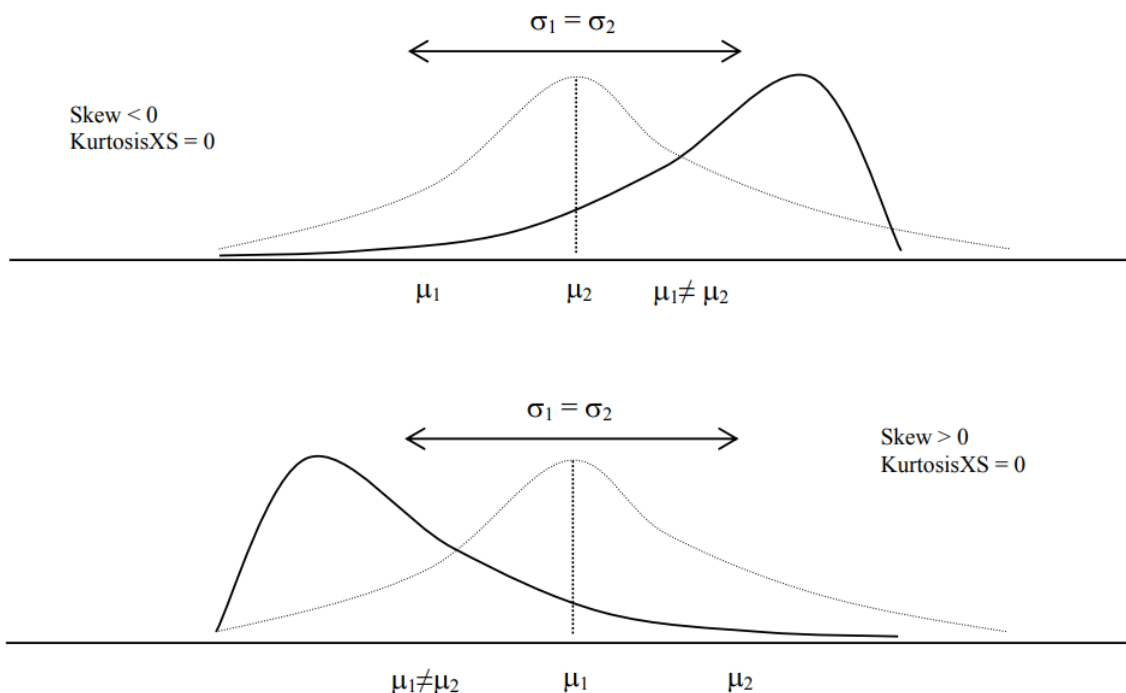 σ₁ = σ₂
Skew < 0
KurtosisXS = 0
μ₁ μ₂ μ₁≠ μ₂
σ₁ = σ₂
Skew > 0
KurtosisXS = 0
μ₁≠μ₂ μ₁ μ₂